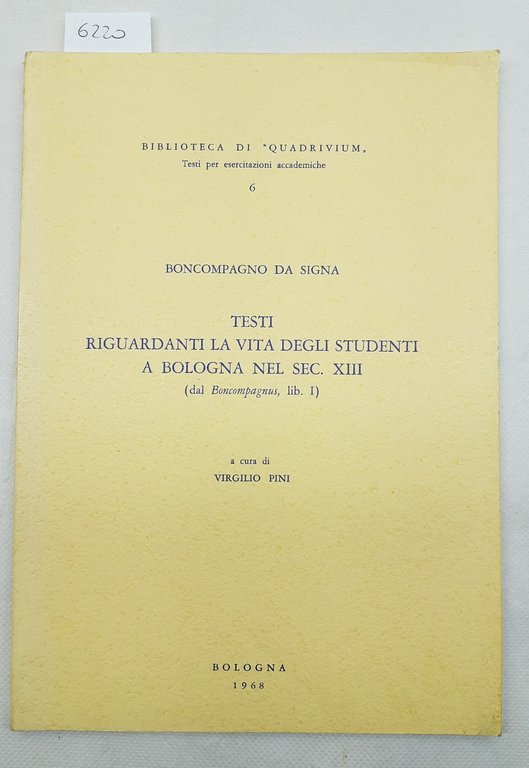 6220
BIBLIOTECA DI "QUADRIVIUM„
Testi per esercitazioni accademiche
6
BONCOMPAGNO DA SIGNA
TESTI
RIGUARDANTI LA VITA DEGLI STUDENTI
A BOLOGNA NEL SEC. XIII
(dal Boncompagnus, lib. I)
a cura di
VIRGILIO PINI
BOLOGNA
1968